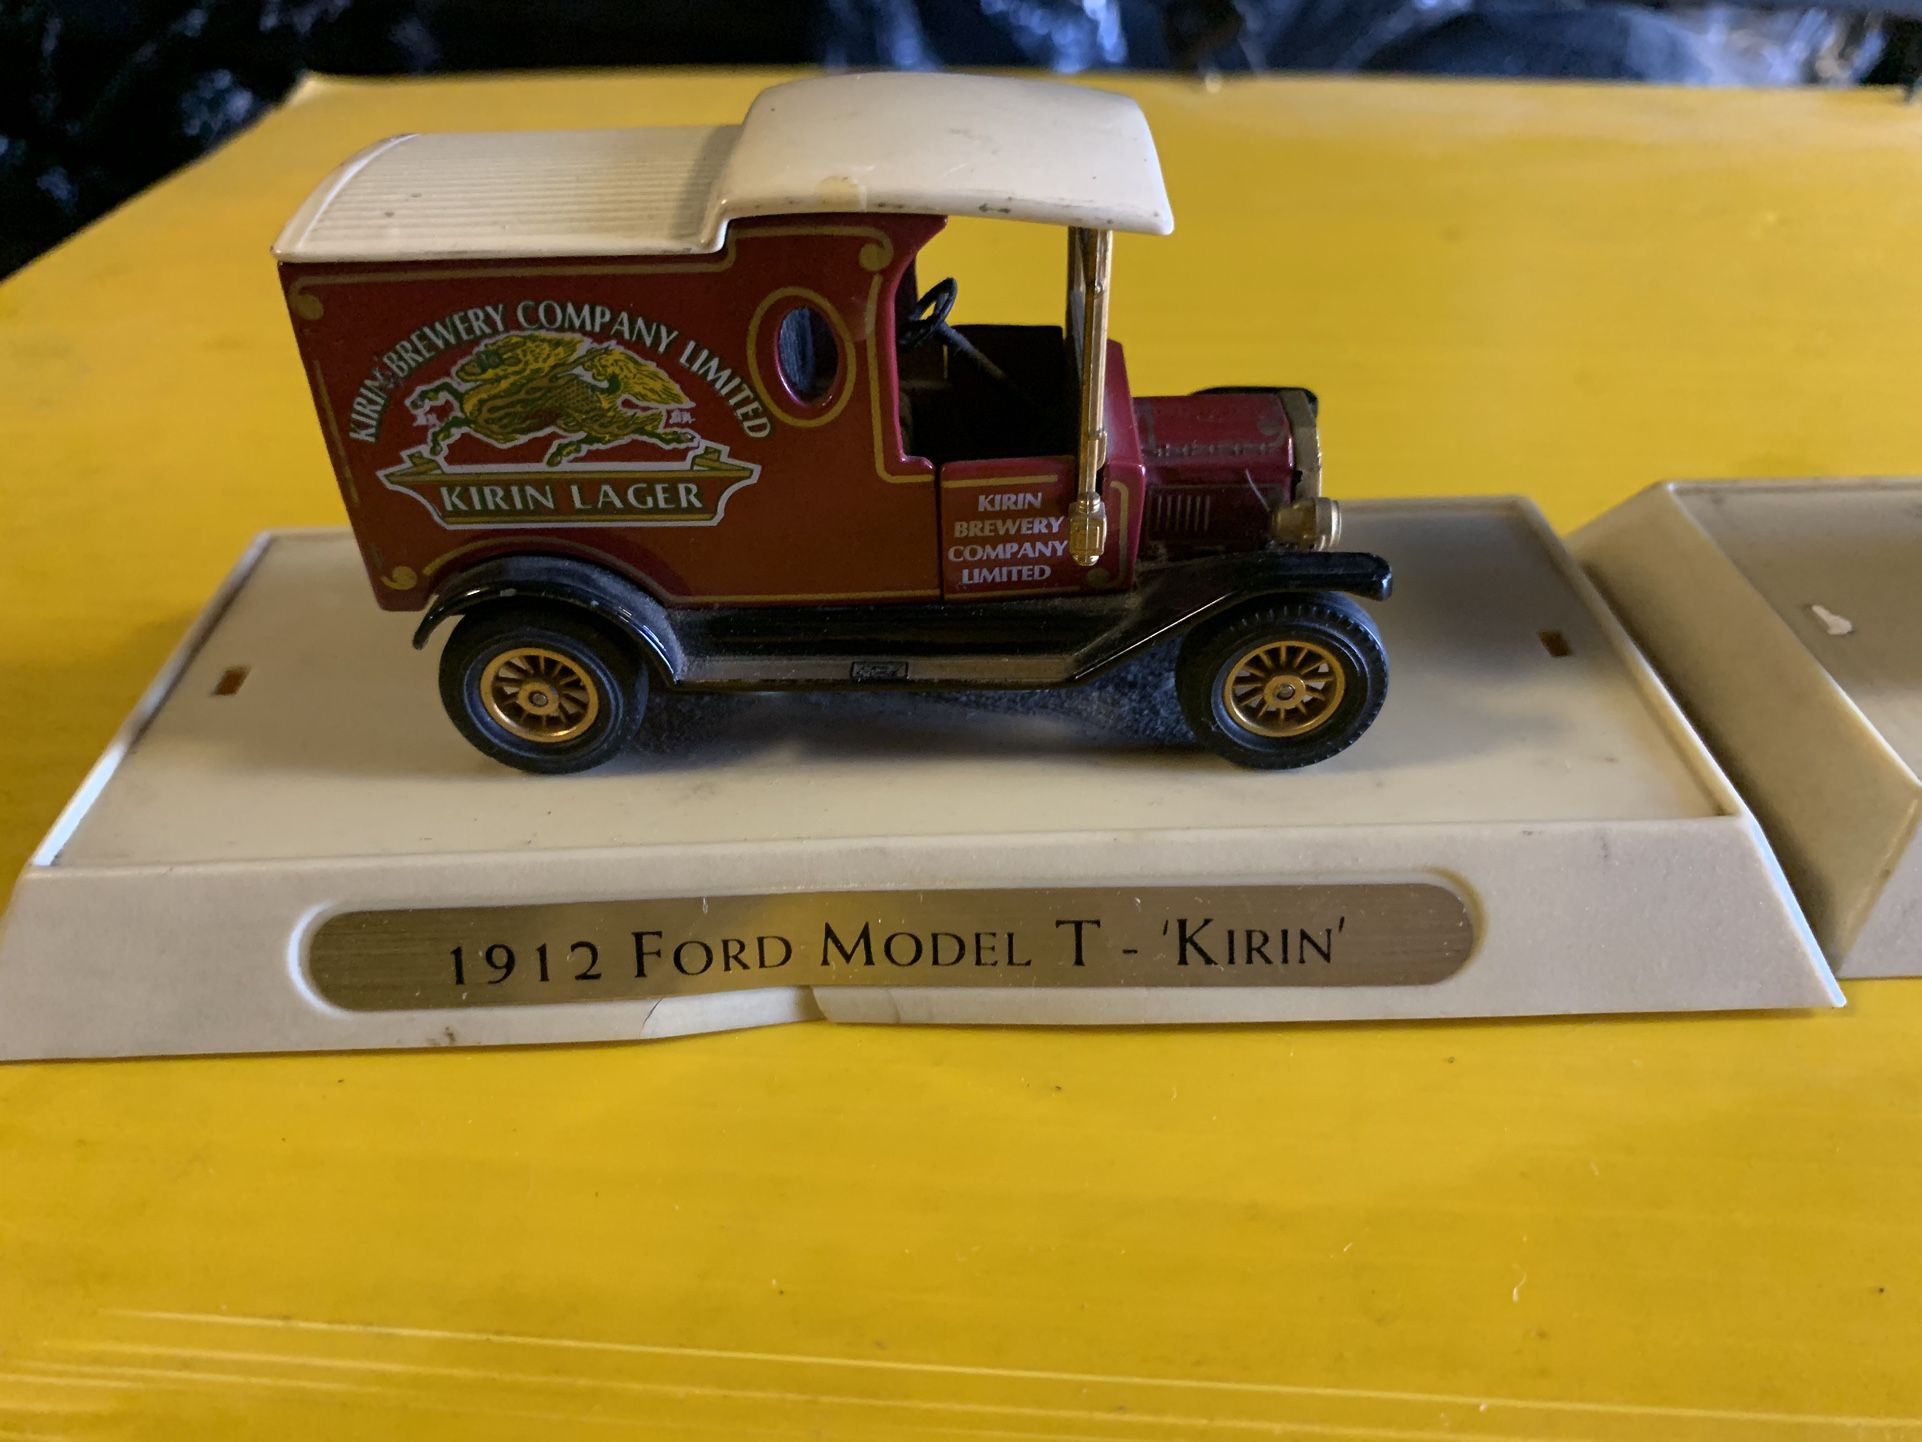 KIRIN BREWERY COMPANY LIMITED
KIRIN LAGER
KIRIN
BREWERY
COMPANY
LIMITED
1912 FORD MODEL T - 'KIRIN'